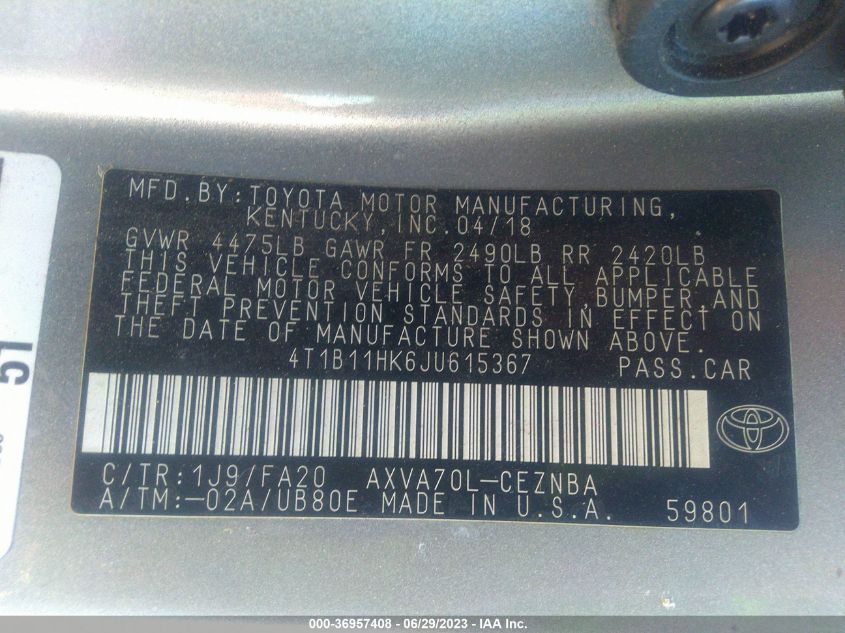 MFD.BY:TOYOTA MOTOR MANUFACTURING,
KENTUCKY,INC.04/18
GVWR 4475LB GAWR FR 2490LB RR 2420LB
THIS VEHICLE CONFORMS TO ALL APPLICABLE
FEDERAL MOTOR VEHICLE SAFETY,BUMPER,AND
THEFT PREVENTION STANDARDS IN EFFECT ON
THE DATE OF MANUFACTURE SHOWN ABOVE.
4T1B11HK6JU615367 PASS.CAR
C/TR:1J9/FA20 AXVA70L-CEZNBA
A/TM:-02A/UB80E MADE IN U.S.A. 59801
LC
000-36957408 - 06/29/2023 - IAA Inc.